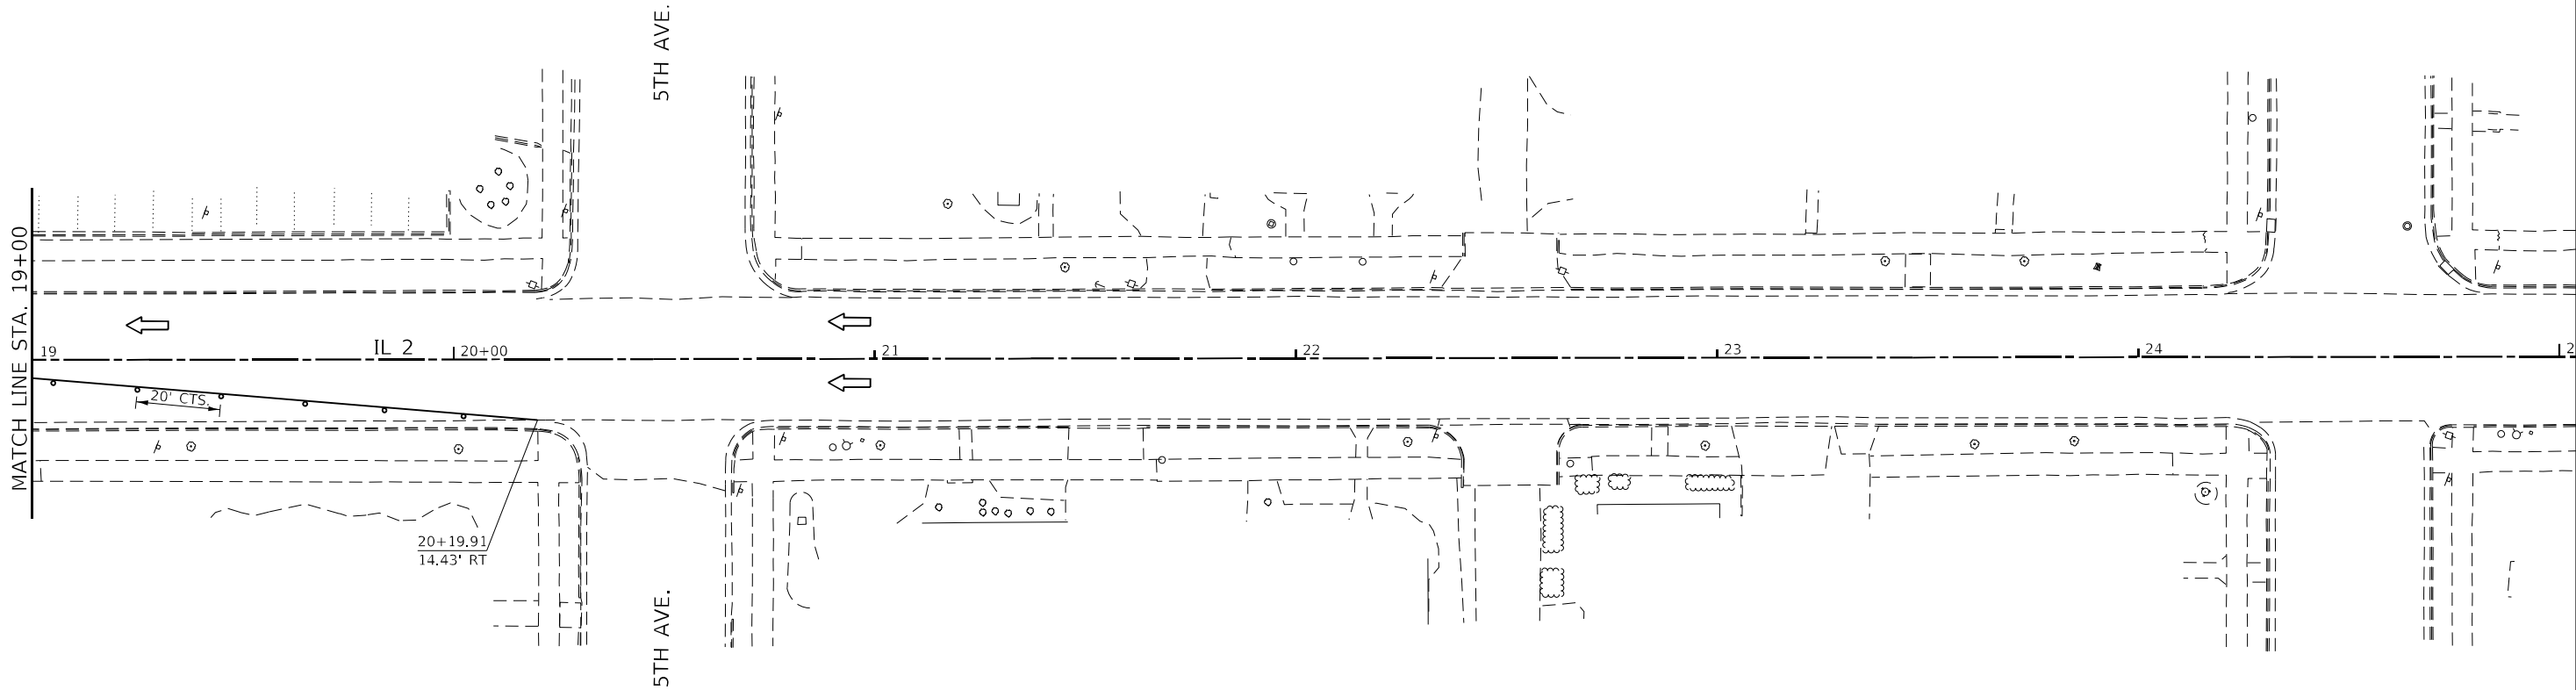 5TH AVE.
MATCH LINE STA. 19+00
19
IL 2
20+00
21
22
23
24
2
20' CTS.
20+19.91
14.43' RT
5TH AVE.